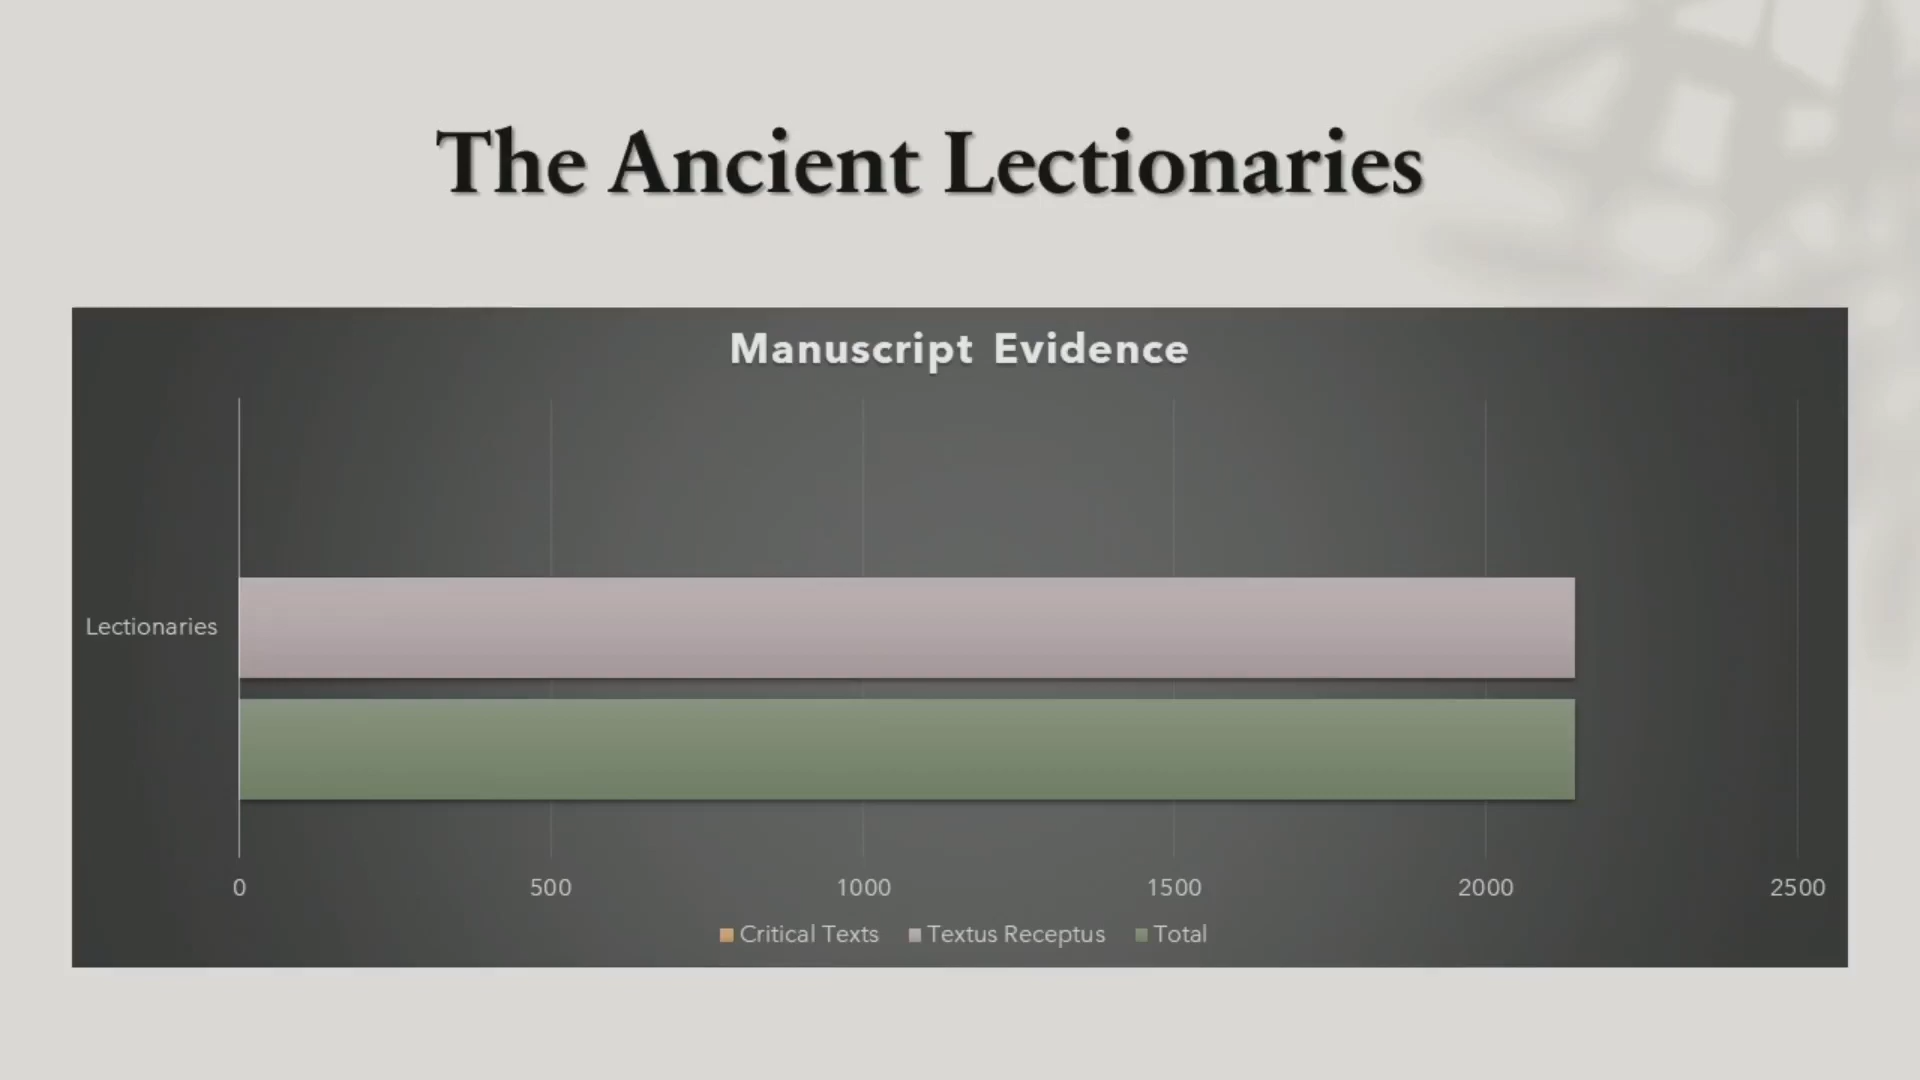 The Ancient Lectionaries
Manuscript Evidence
Lectionaries
0 500 1000 1500 2000 2500
Critical Texts Textus Receptus Total